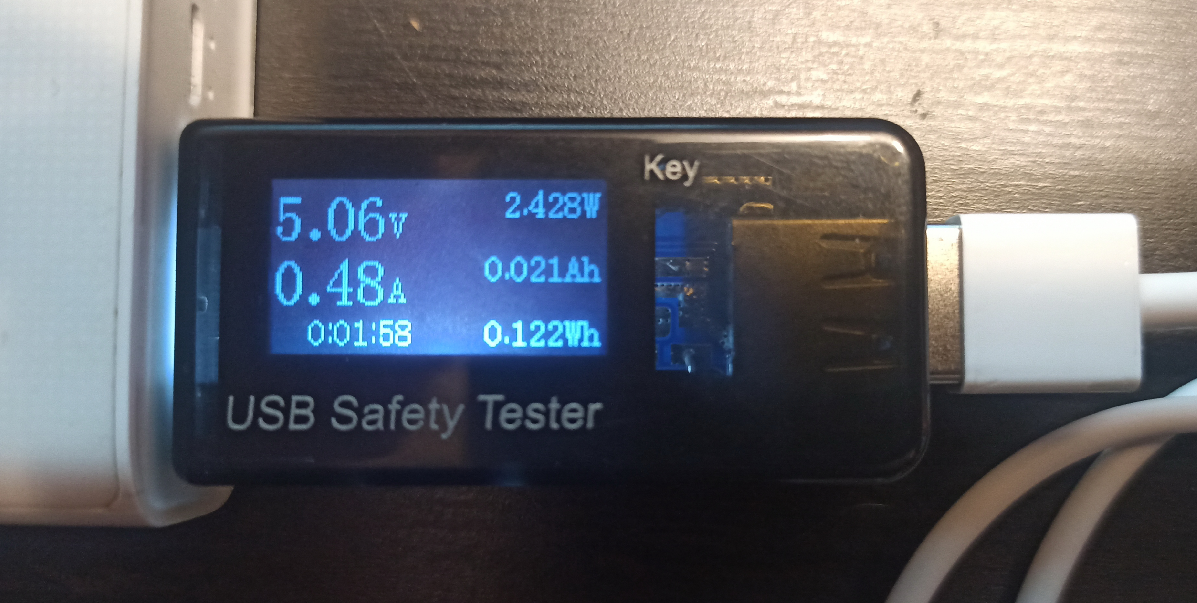 Key
5.06V
2.428W
0.48A
0.021Ah
0:01:58
0.122Wh
USB Safety Tester